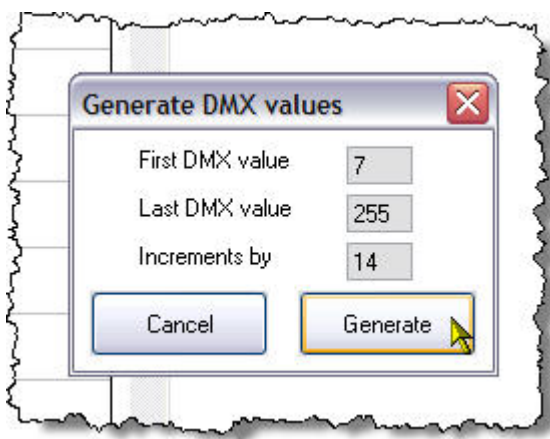 Generate DMX values
First DMX value 7
Last DMX value 255
Increments by 14
Cancel Generate